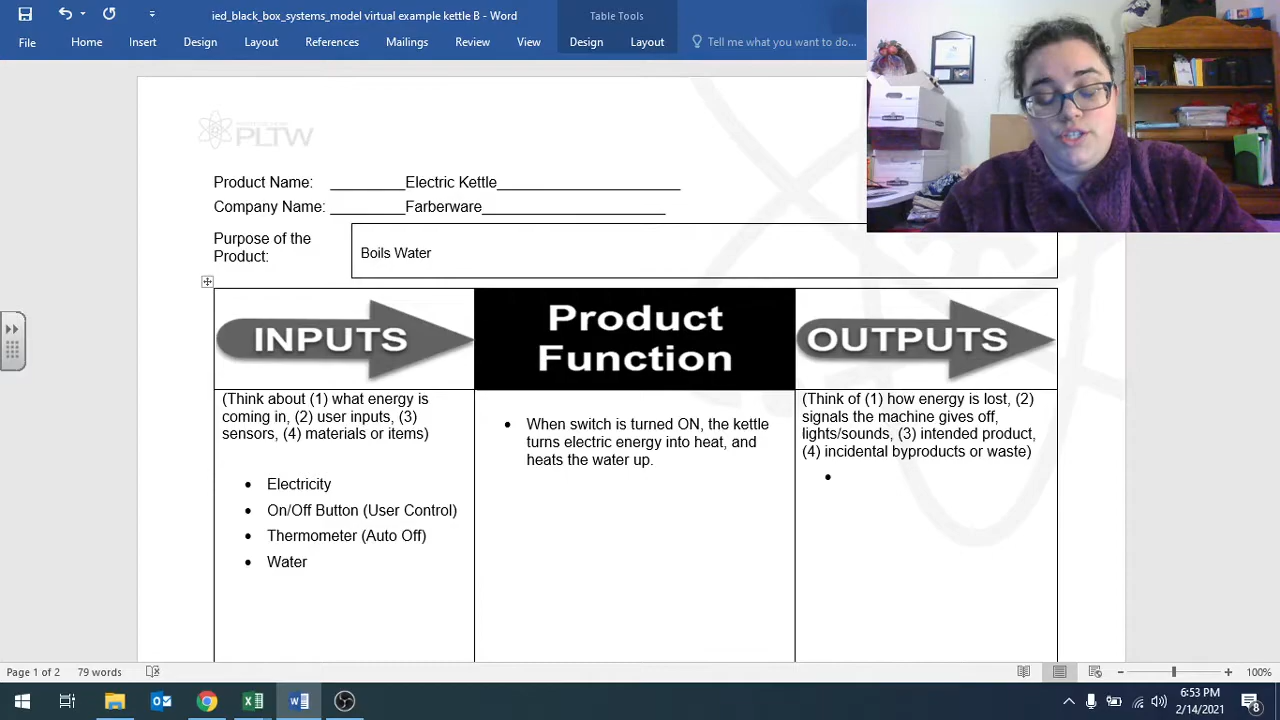 ied_black_box_systems_model virtual example kettle B - Word
Table Tools
File
Home
Insert
Design
Layout
References
Mailings
Review
View
Design
Layout
Tell me what you want to do...
PLTW
Product Name: _________Electric Kettle______________________
Company Name: _________Farberware______________________
Purpose of the
Product:
Boils Water
INPUTS
Product
Function
OUTPUTS
(Think about (1) what energy is
coming in, (2) user inputs, (3)
sensors, (4) materials or items)
• Electricity
• On/Off Button (User Control)
• Thermometer (Auto Off)
• Water
• When switch is turned ON, the kettle
turns electric energy into heat, and
heats the water up.
(Think of (1) how energy is lost, (2)
signals the machine gives off,
lights/sounds, (3) intended product,
(4) incidental byproducts or waste)
•
Page 1 of 2
79 words
100%
6:53 PM
2/14/2021
8